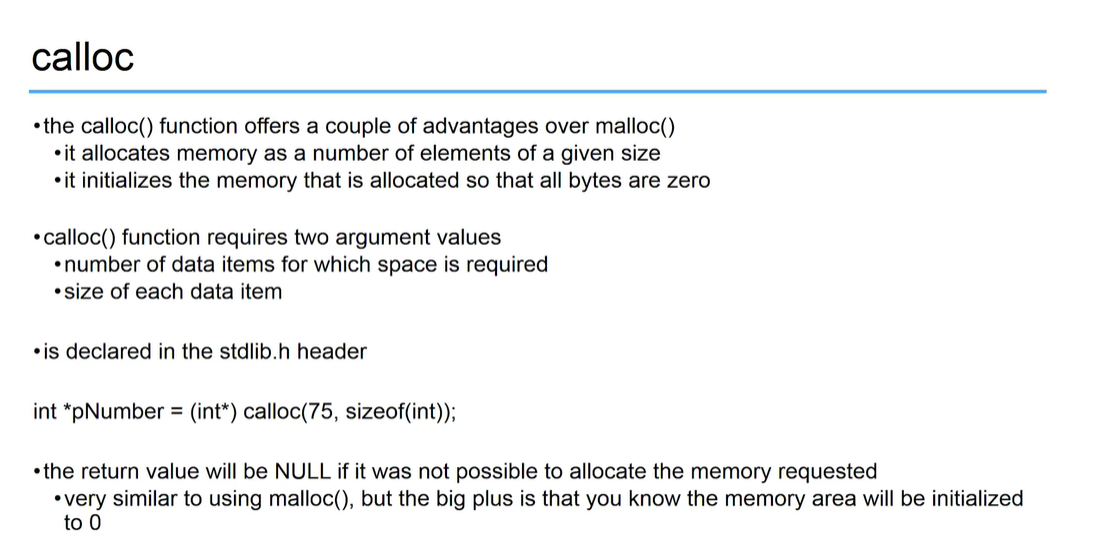 calloc
•the calloc() function offers a couple of advantages over malloc()
•it allocates memory as a number of elements of a given size
•it initializes the memory that is allocated so that all bytes are zero
•calloc() function requires two argument values
•number of data items for which space is required
•size of each data item
•is declared in the stdlib.h header
int *pNumber = (int*) calloc(75, sizeof(int));
•the return value will be NULL if it was not possible to allocate the memory requested
•very similar to using malloc(), but the big plus is that you know the memory area will be initialized
to 0